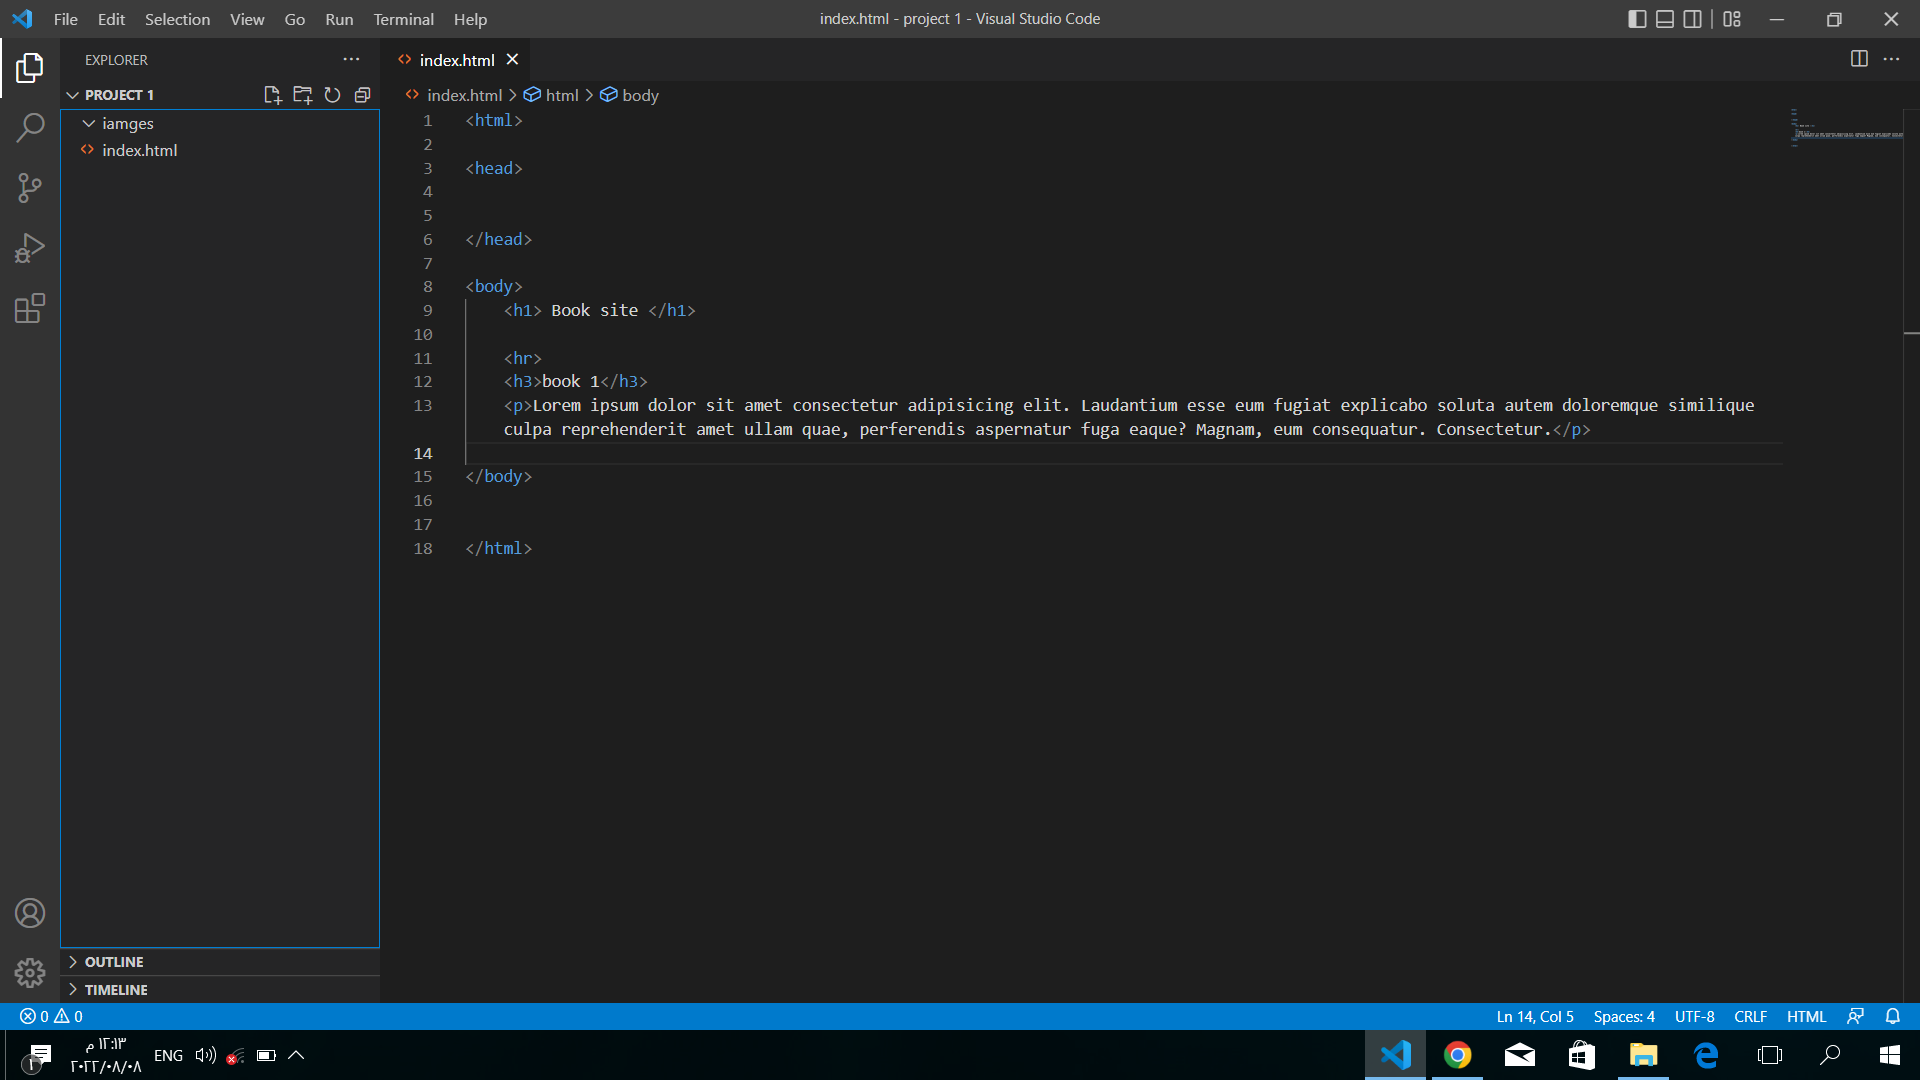 File Edit Selection View Go Run Terminal Help
index.html - project 1 - Visual Studio Code
EXPLORER
index.html
PROJECT 1
index.html > html > body
iamges
index.html
1 <html>
2
3 <head>
4
5
6 </head>
7
8 <body>
9 <h1> Book site </h1>
10
11 <hr>
12 <h3>book 1</h3>
13 <p>Lorem ipsum dolor sit amet consectetur adipisicing elit. Laudantium esse eum fugiat explicabo soluta autem doloremque similique
culpa reprehenderit amet ullam quae, perferendis aspernatur fuga eaque? Magnam, eum consequatur. Consectetur.</p>
14
15 </body>
16
17
18 </html>
OUTLINE
TIMELINE
0 0
Ln 14, Col 5 Spaces: 4 UTF-8 CRLF HTML
١
١٢:١٣ م
٢٠٢٢/٠٨/٠٨
ENG